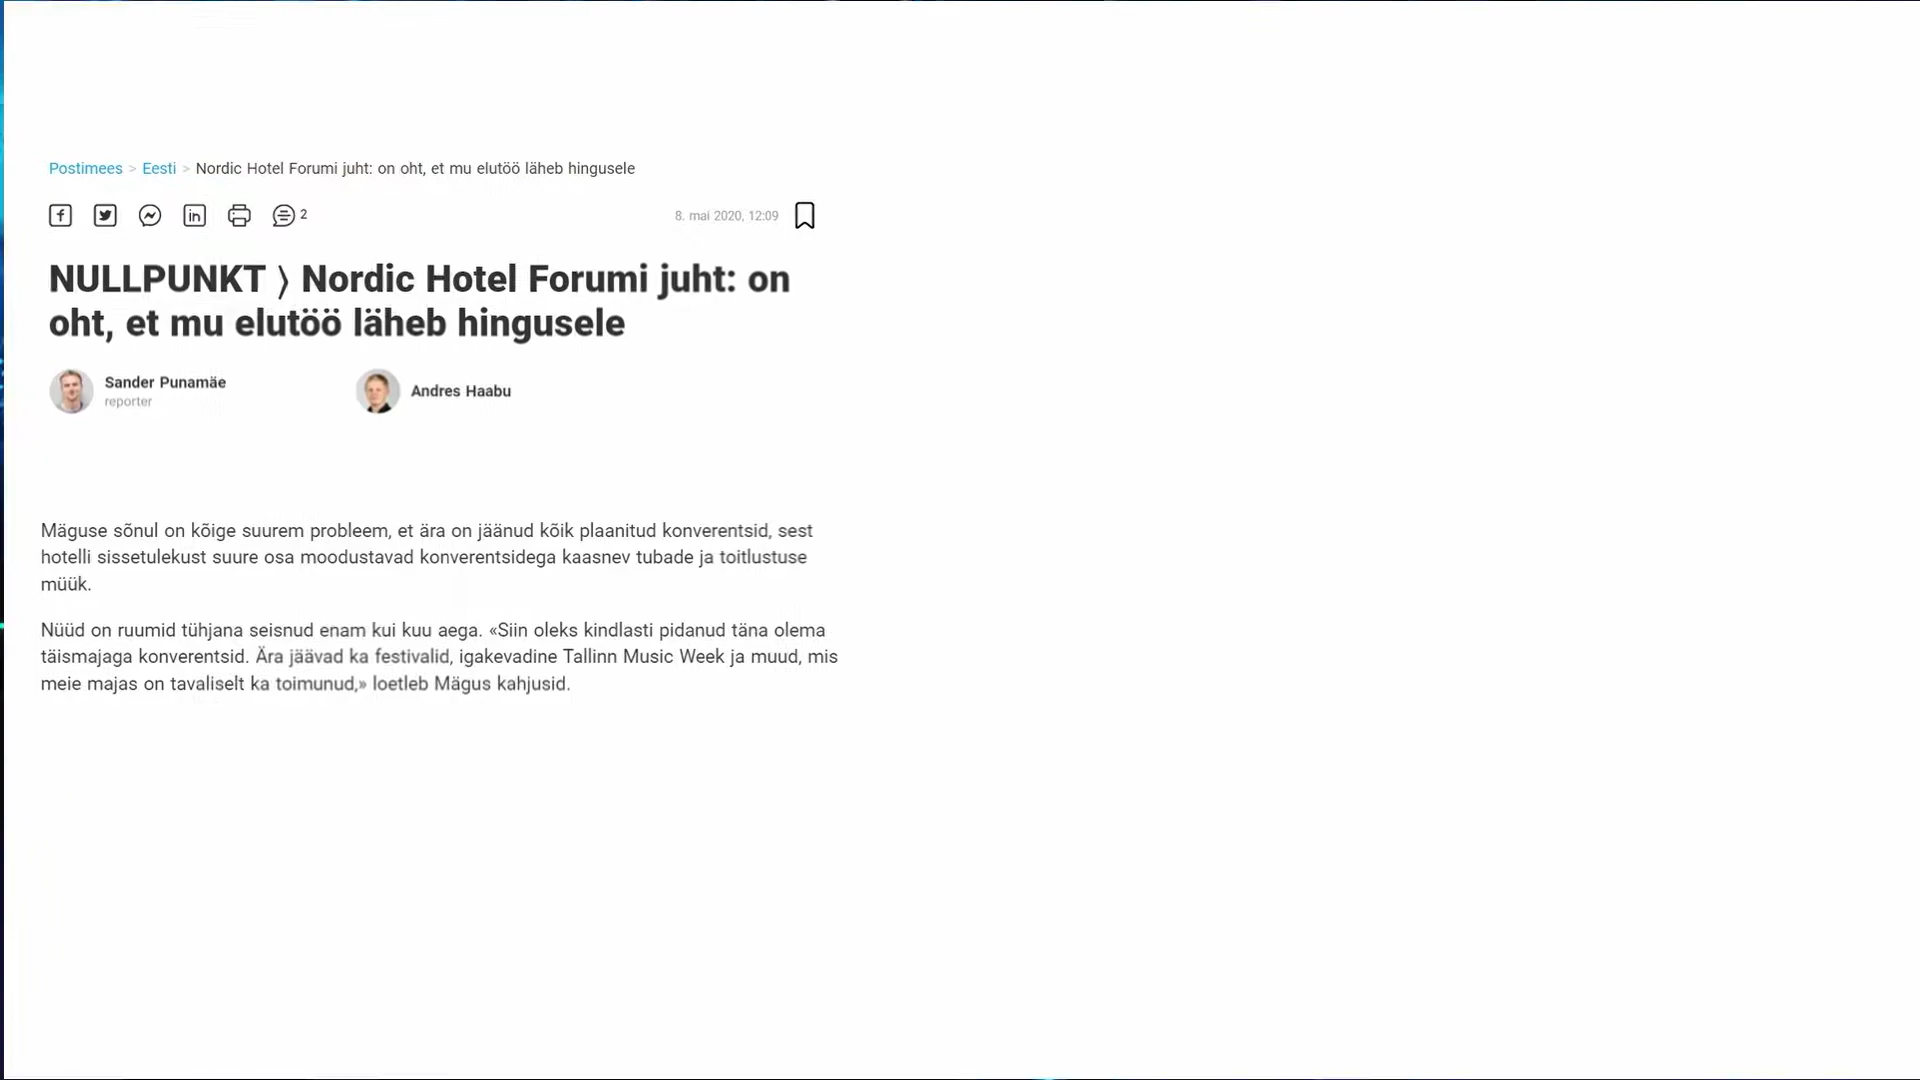 Postimees > Eesti > Nordic Hotel Forumi juht: on oht, et mu elutöö läheb hingusele
2
8. mai 2020, 12:09
NULLPUNKT ⟩ Nordic Hotel Forumi juht: on
oht, et mu elutöö läheb hingusele
Sander Punamäe
reporter
Andres Haabu
Mäguse sõnul on kõige suurem probleem, et ära on jäänud kõik plaanitud konverentsid, sest
hotelli sissetulekust suure osa moodustavad konverentsidega kaasnev tubade ja toitlustuse
müük.
Nüüd on ruumid tühjana seisnud enam kui kuu aega. «Siin oleks kindlasti pidanud täna olema
täismajaga konverentsid. Ära jäävad ka festivalid, igakevadine Tallinn Music Week ja muud, mis
meie majas on tavaliselt ka toimunud,» loetleb Mägus kahjusid.